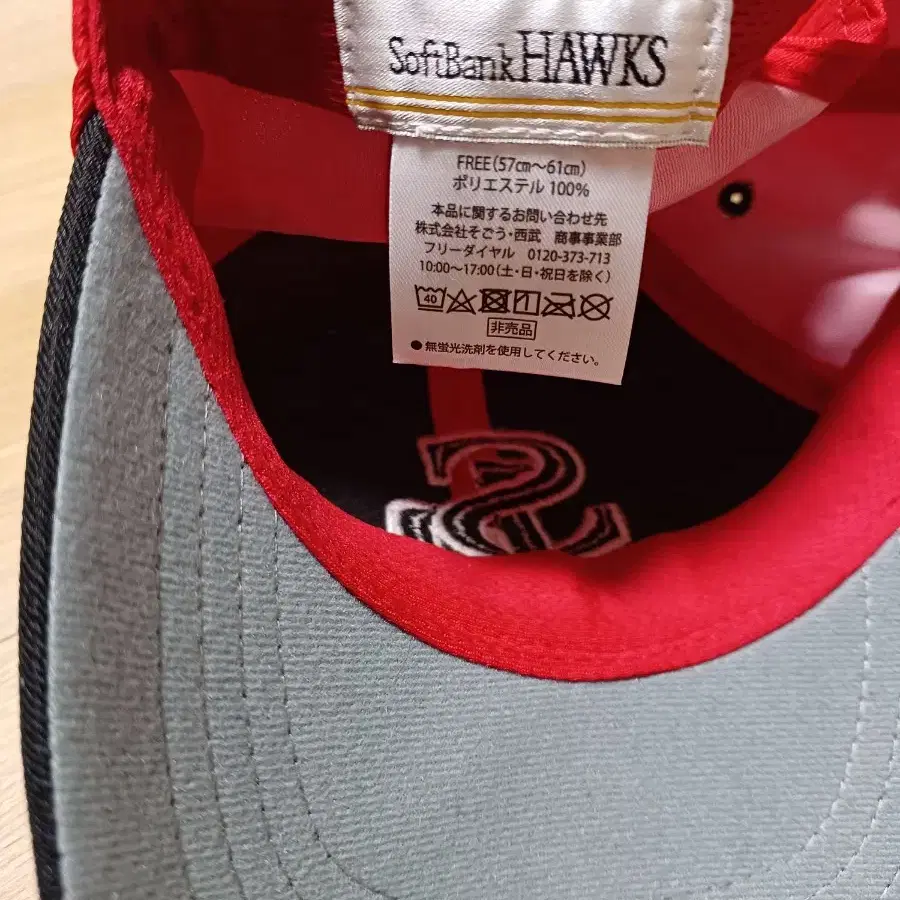 SoftBank HAWKS
FREE(57㎝～61㎝)
ポリエステル 100%
本品に関するお問い合わせ先
株式会社そごう・西武 商事事業部
フリーダイヤル 0120-373-713
10:00～17:00(土・日・祝日を除く)
40
非売品
● 無蛍光洗剤を使用してください。
S